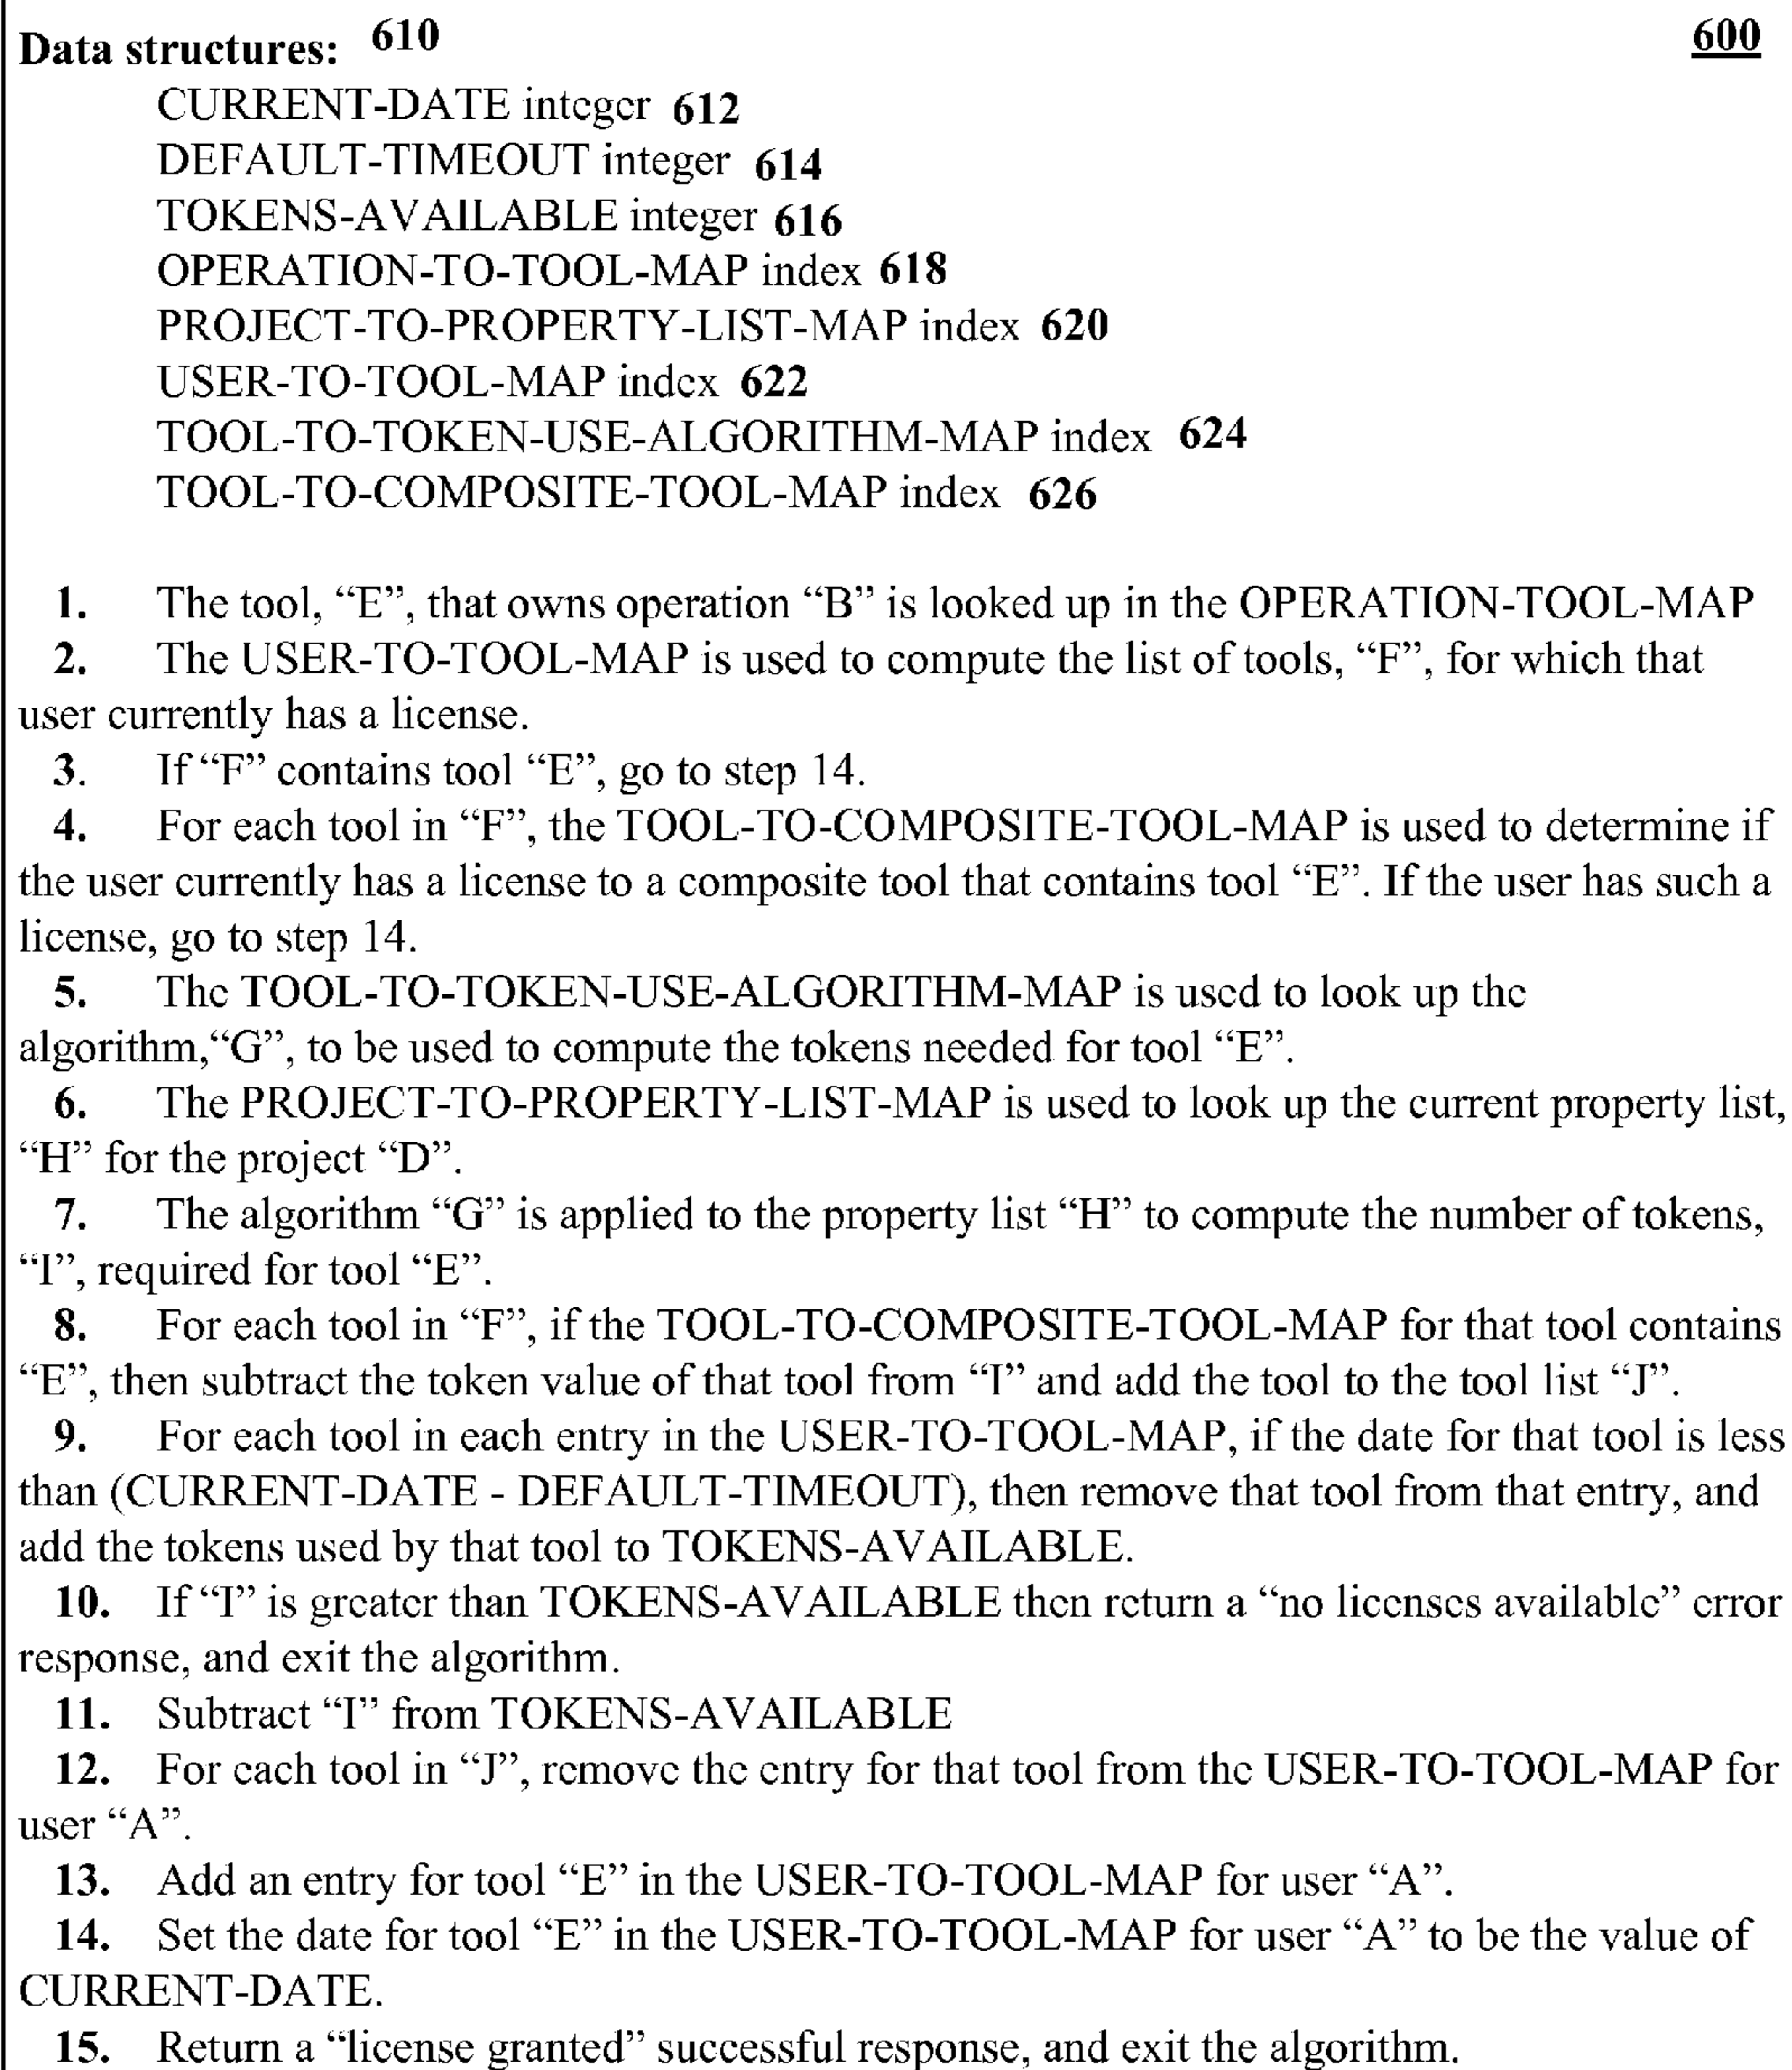 Data structures: 610 600
CURRENT-DATE integer 612
DEFAULT-TIMEOUT integer 614
TOKENS-AVAILABLE integer 616
OPERATION-TO-TOOL-MAP index 618
PROJECT-TO-PROPERTY-LIST-MAP index 620
USER-TO-TOOL-MAP index 622
TOOL-TO-TOKEN-USE-ALGORITHM-MAP index 624
TOOL-TO-COMPOSITE-TOOL-MAP index 626
1. The tool, “E”, that owns operation “B” is looked up in the OPERATION-TOOL-MAP
2. The USER-TO-TOOL-MAP is used to compute the list of tools, “F”, for which that
user currently has a license.
3. If “F” contains tool “E”, go to step 14.
4. For each tool in “F”, the TOOL-TO-COMPOSITE-TOOL-MAP is used to determine if
the user currently has a license to a composite tool that contains tool “E”. If the user has such a
license, go to step 14.
5. The TOOL-TO-TOKEN-USE-ALGORITHM-MAP is used to look up the
algorithm,“G”, to be used to compute the tokens needed for tool “E”.
6. The PROJECT-TO-PROPERTY-LIST-MAP is used to look up the current property list,
“H” for the project “D”.
7. The algorithm “G” is applied to the property list “H” to compute the number of tokens,
“I”, required for tool “E”.
8. For each tool in “F”, if the TOOL-TO-COMPOSITE-TOOL-MAP for that tool contains
“E”, then subtract the token value of that tool from “I” and add the tool to the tool list “J”.
9. For each tool in each entry in the USER-TO-TOOL-MAP, if the date for that tool is less
than (CURRENT-DATE - DEFAULT-TIMEOUT), then remove that tool from that entry, and
add the tokens used by that tool to TOKENS-AVAILABLE.
10. If “I” is greater than TOKENS-AVAILABLE then return a “no licenses available” error
response, and exit the algorithm.
11. Subtract “I” from TOKENS-AVAILABLE
12. For each tool in “J”, remove the entry for that tool from the USER-TO-TOOL-MAP for
user “A”.
13. Add an entry for tool “E” in the USER-TO-TOOL-MAP for user “A”.
14. Set the date for tool “E” in the USER-TO-TOOL-MAP for user “A” to be the value of
CURRENT-DATE.
15. Return a “license granted” successful response, and exit the algorithm.